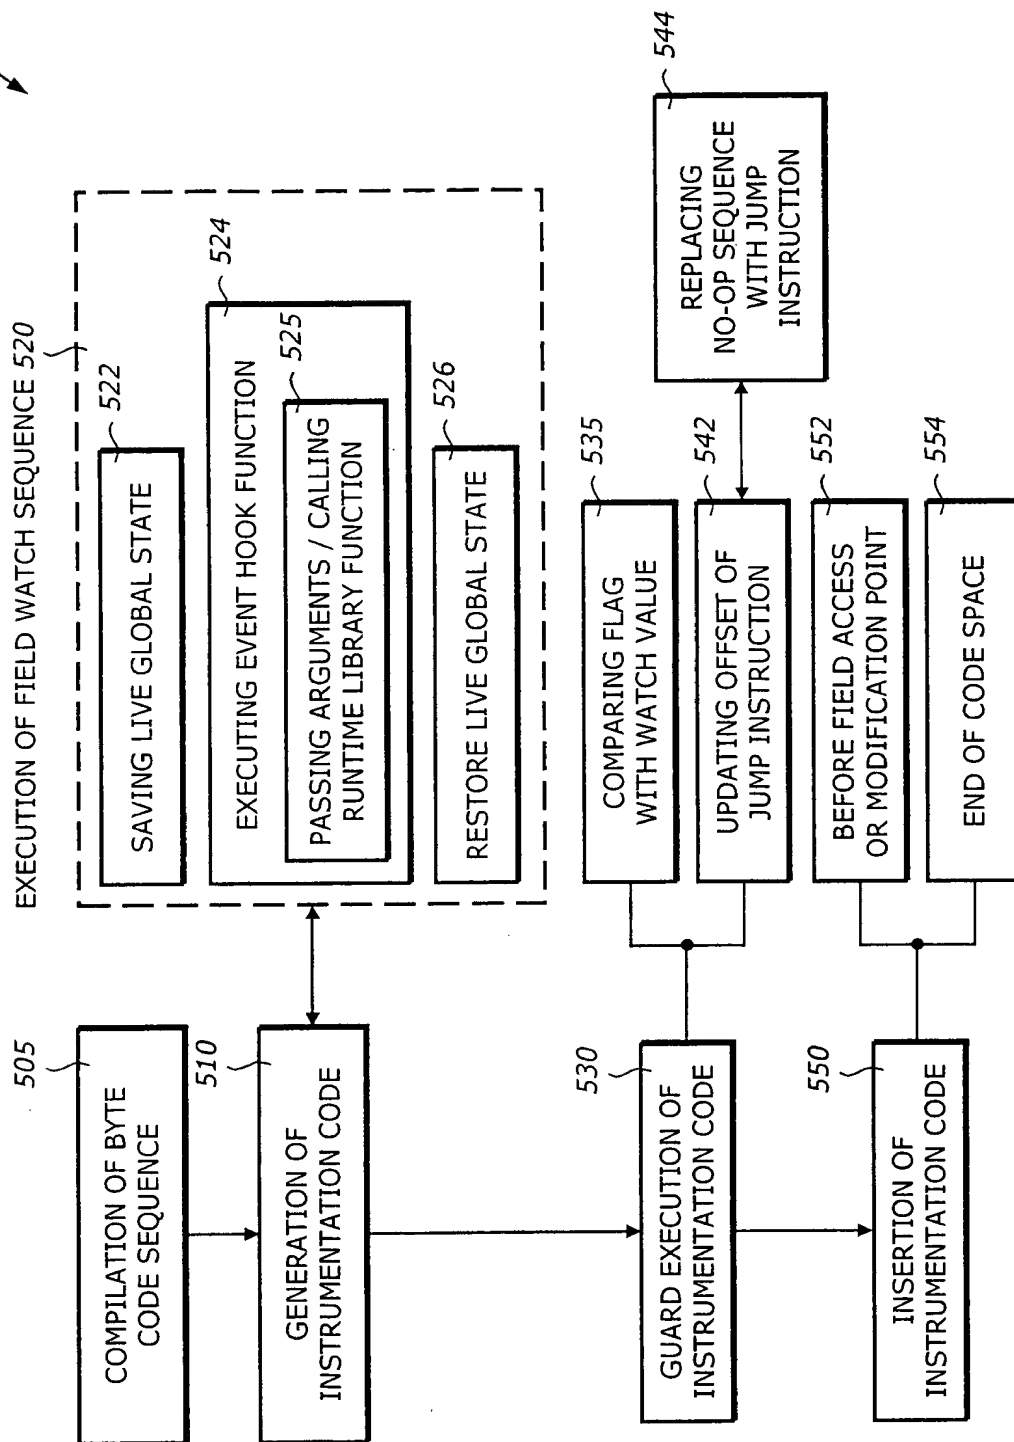 505
COMPILATION OF BYTE
CODE SEQUENCE
510
GENERATION OF
INSTRUMENTATION CODE
EXECUTION OF FIELD WATCH SEQUENCE 520
522
SAVING LIVE GLOBAL STATE
524
EXECUTING EVENT HOOK FUNCTION
525
PASSING ARGUMENTS / CALLING
RUNTIME LIBRARY FUNCTION
526
RESTORE LIVE GLOBAL STATE
530
GUARD EXECUTION OF
INSTRUMENTATION CODE
535
COMPARING FLAG
WITH WATCH VALUE
542
UPDATING OFFSET OF
JUMP INSTRUCTION
544
REPLACING
NO-OP SEQUENCE
WITH JUMP
INSTRUCTION
550
INSERTION OF
INSTRUMENTATION CODE
552
BEFORE FIELD ACCESS
OR MODIFICATION POINT
554
END OF CODE SPACE